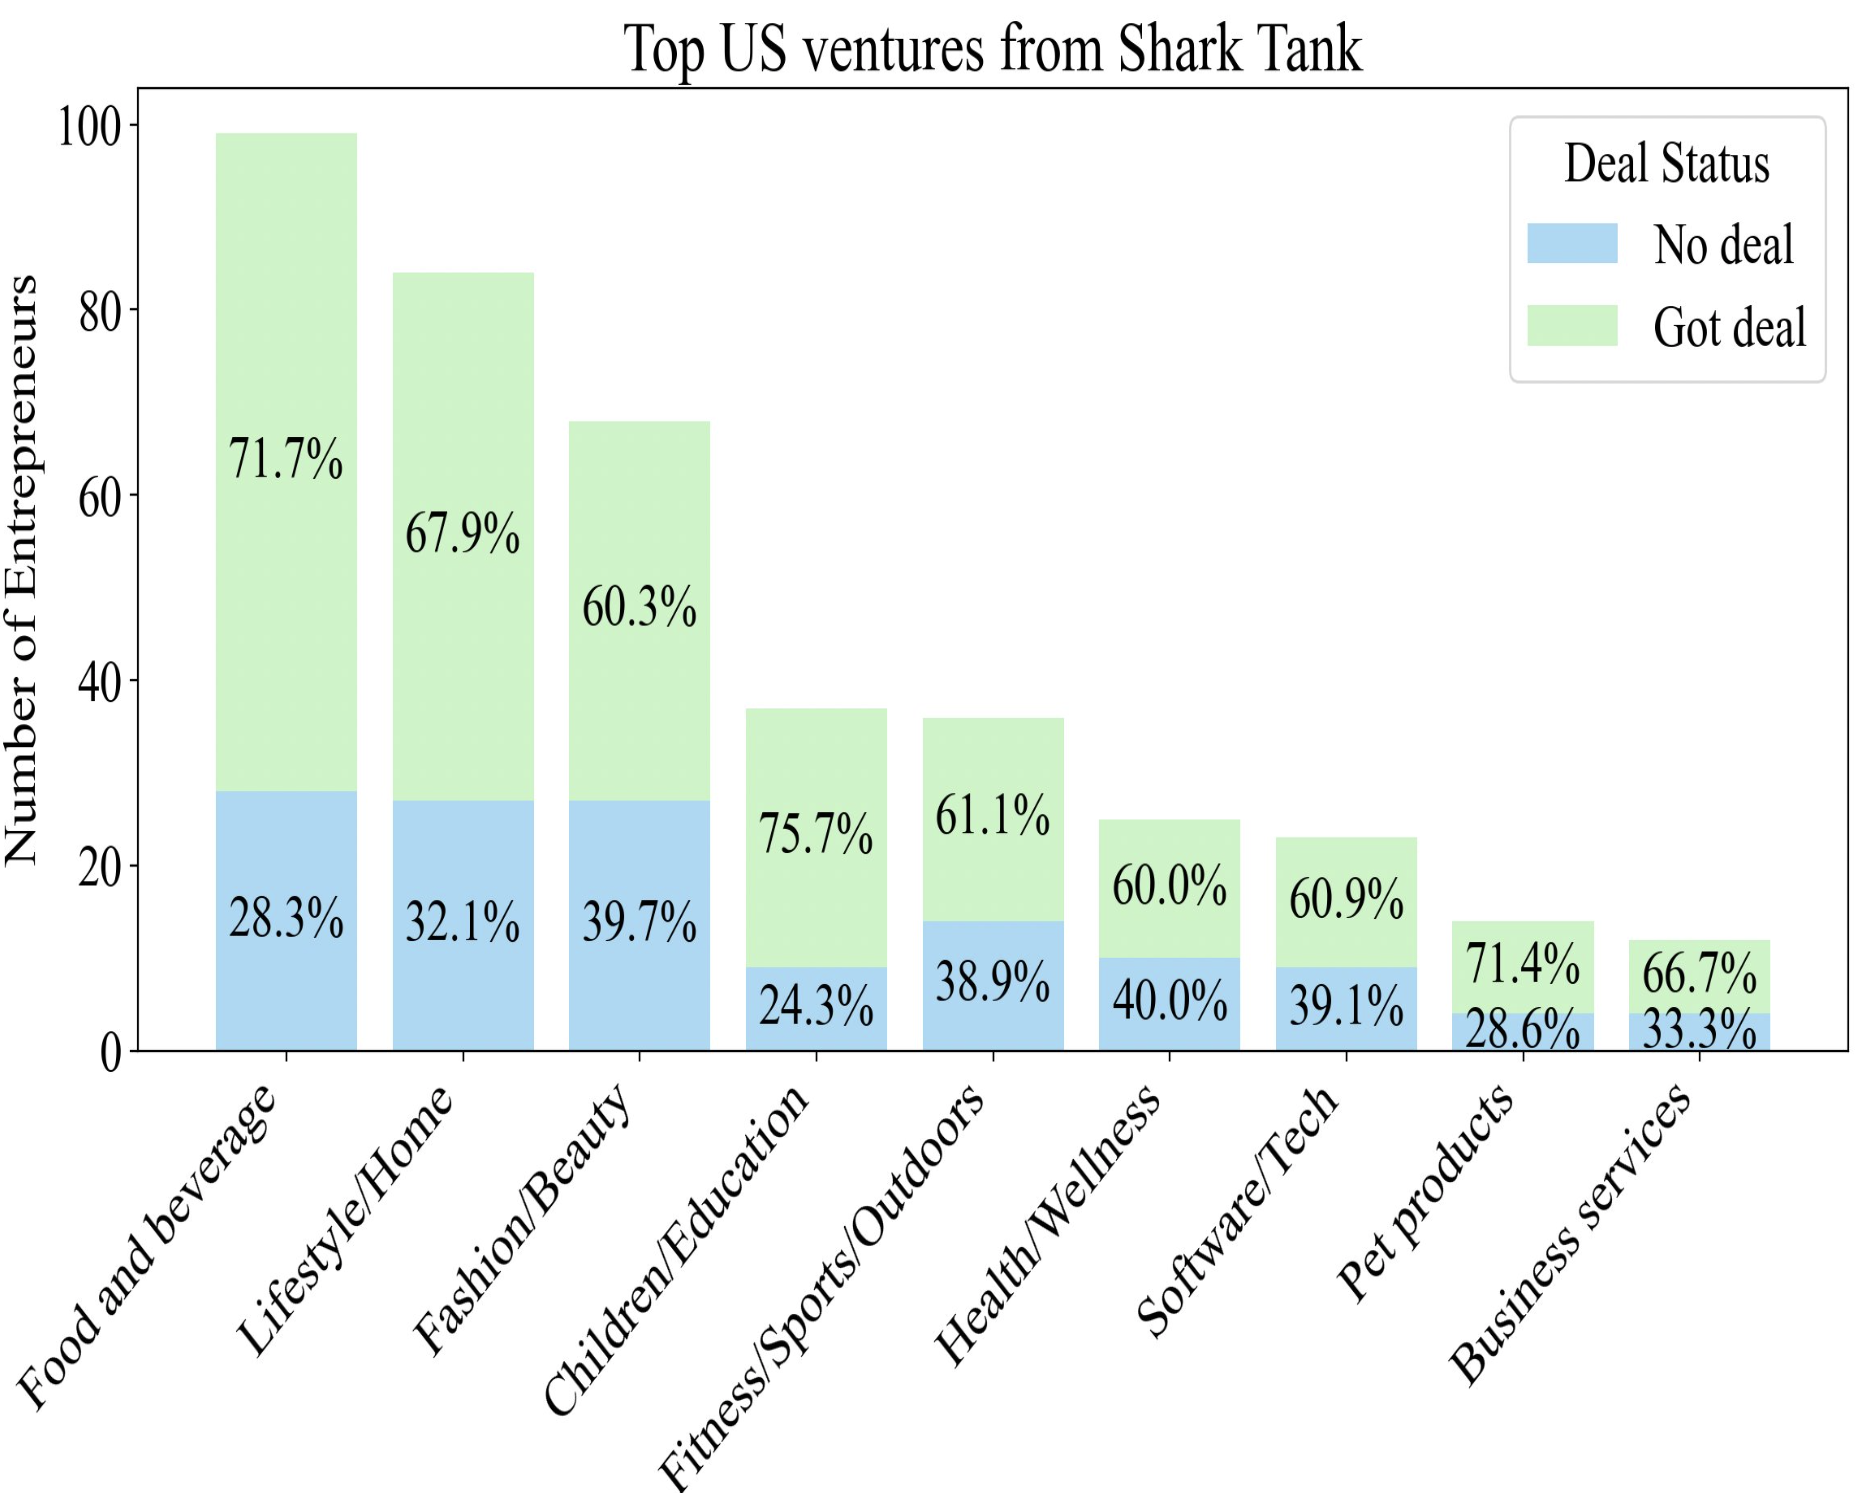 Top US ventures from Shark Tank
Number of Entrepreneurs
100
80
60
40
20
0
Deal Status
No deal
Got deal
71.7%
28.3%
67.9%
32.1%
60.3%
39.7%
75.7%
24.3%
61.1%
38.9%
60.0%
40.0%
60.9%
39.1%
71.4%
28.6%
66.7%
33.3%
Food and beverage
Lifestyle/Home
Fashion/Beauty
Children/Education
Fitness/Sports/Outdoors
Health/Wellness
Software/Tech
Pet products
Business services